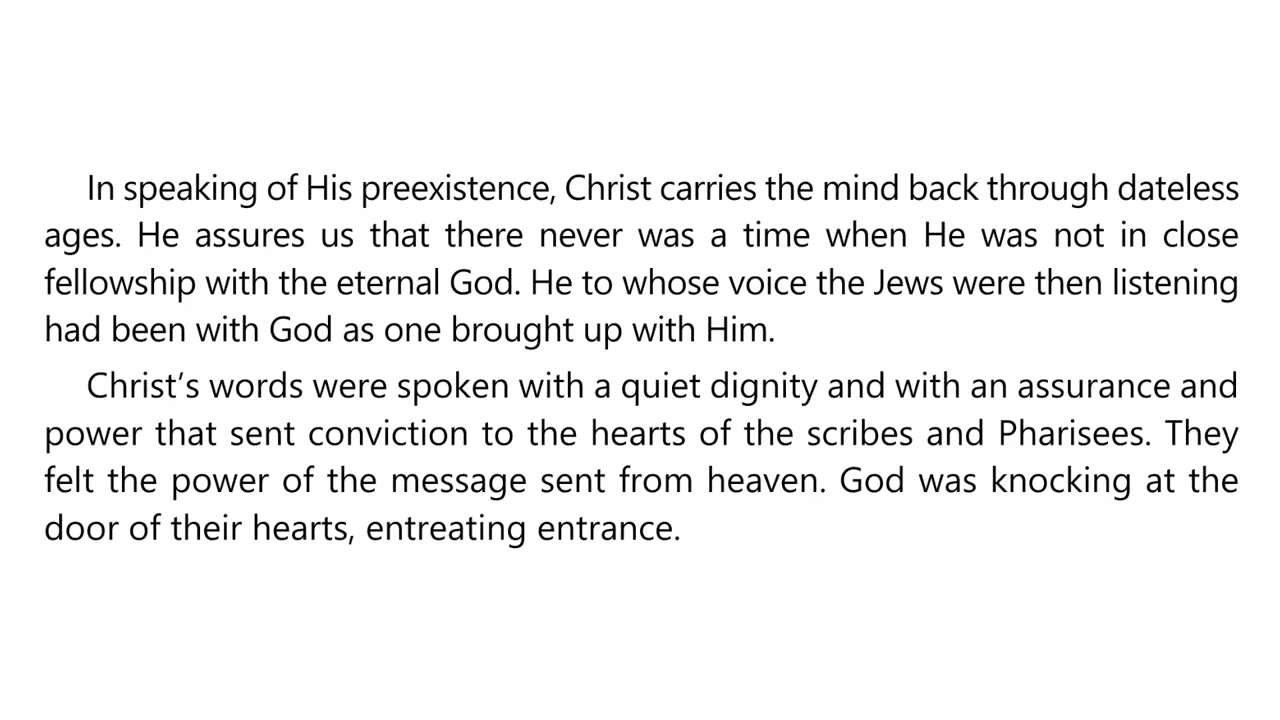 In speaking of His preexistence, Christ carries the mind back through dateless
ages. He assures us that there never was a time when He was not in close
fellowship with the eternal God. He to whose voice the Jews were then listening
had been with God as one brought up with Him.
Christ’s words were spoken with a quiet dignity and with an assurance and
power that sent conviction to the hearts of the scribes and Pharisees. They
felt the power of the message sent from heaven. God was knocking at the
door of their hearts, entreating entrance.